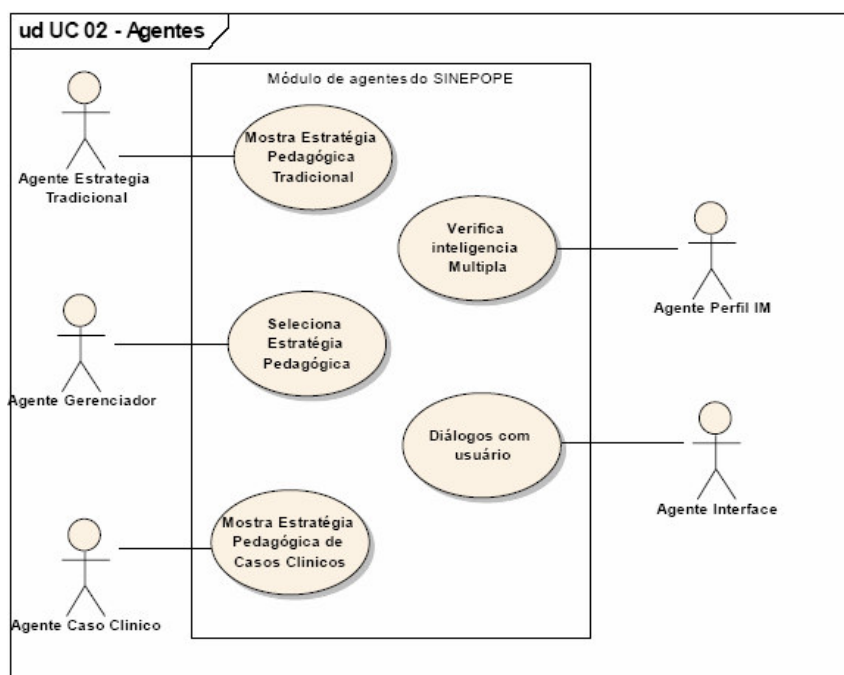 ud UC 02 - Agentes
Módulo de agentes do SINEPOPE
Mostra Estratégia
Pedagógica
Tradicional
Agente Estrategia
Tradicional
Verifica
inteligencia
Multipla
Agente Perfil IM
Seleciona
Estratégia
Pedagógica
Agente Gerenciador
Diálogos com
usuário
Agente Interface
Mostra Estratégia
Pedagógica de
Casos Clinicos
Agente Caso Clinico